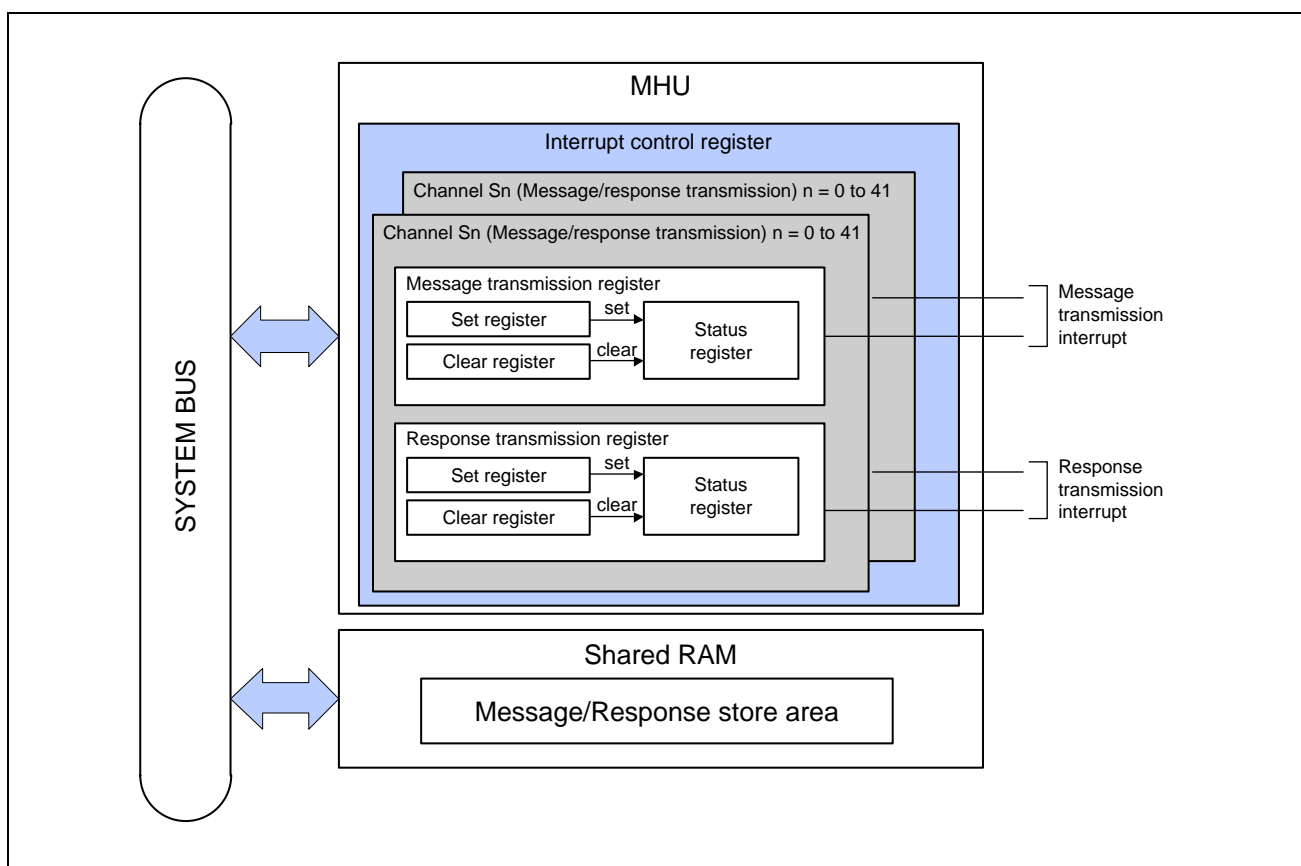 MHU
Interrupt control register
Channel Sn (Message/response transmission) n = 0 to 41
Channel Sn (Message/response transmission) n = 0 to 41
Message transmission register
Set register
set
Clear register
clear
Status
register
Message
transmission
interrupt
Response transmission register
Set register
set
Clear register
clear
Status
register
Response
transmission
interrupt
SYSTEM BUS
Shared RAM
Message/Response store area